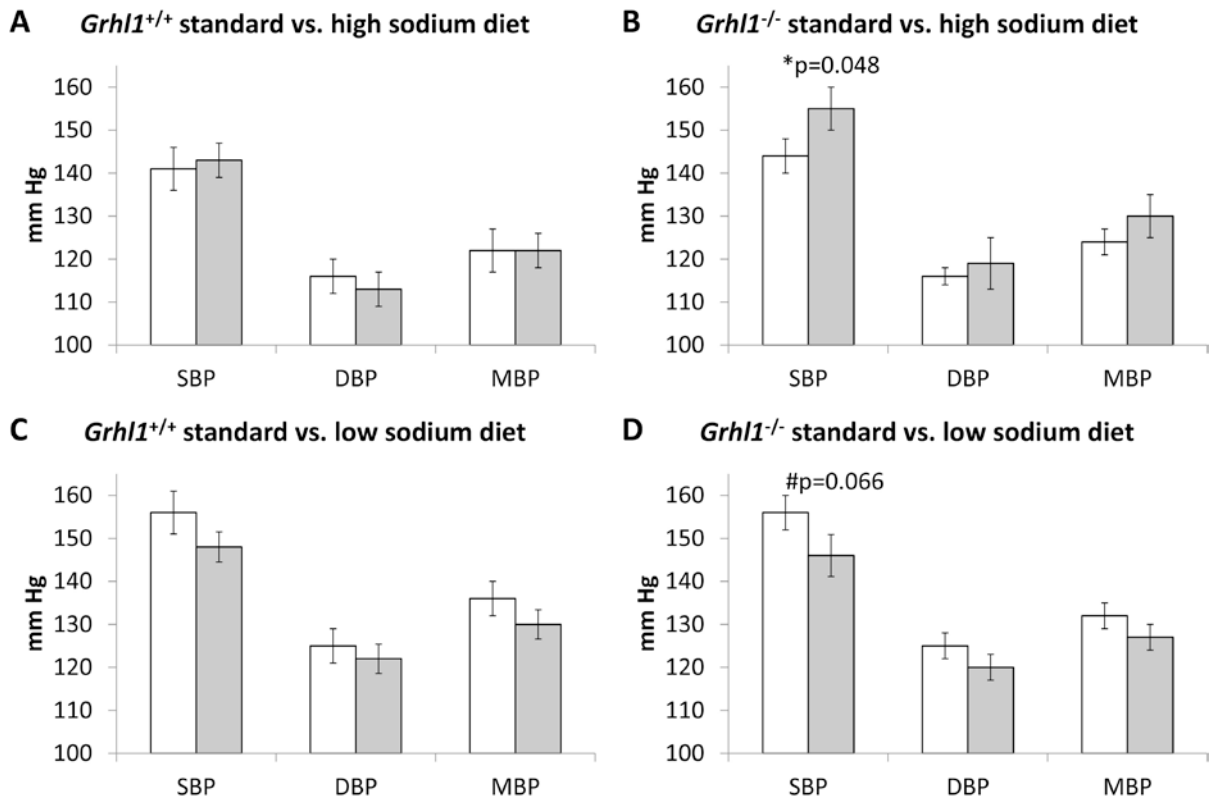 A Grhl1+/+ standard vs. high sodium diet
mm Hg
160
150
140
130
120
110
100
SBP DBP MBP
B Grhl1-/- standard vs. high sodium diet
*p=0.048
mm Hg
160
150
140
130
120
110
100
SBP DBP MBP
C Grhl1+/+ standard vs. low sodium diet
mm Hg
160
150
140
130
120
110
100
SBP DBP MBP
D Grhl1-/- standard vs. low sodium diet
#p=0.066
mm Hg
160
150
140
130
120
110
100
SBP DBP MBP